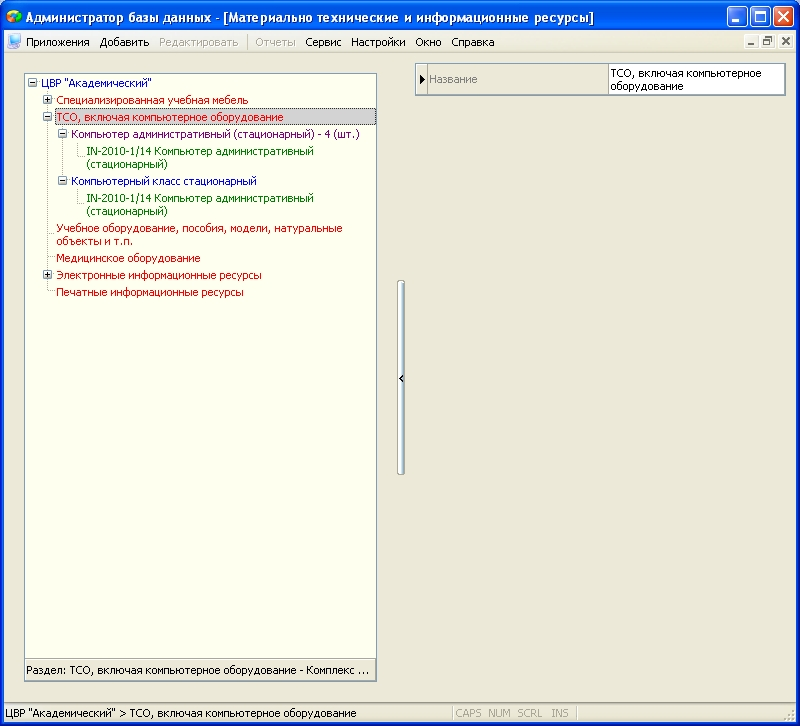 Администратор базы данных - [Материально технические и информационные ресурсы]
Приложения Добавить Редактировать Отчеты Сервис Настройки Окно Справка
ЦВР "Академический"
Специализированная учебная мебель
ТСО, включая компьютерное оборудование
Компьютер административный (стационарный) - 4 (шт.)
IN-2010-1/14 Компьютер административный
(стационарный)
Компьютерный класс стационарный
IN-2010-1/14 Компьютер административный
(стационарный)
Учебное оборудование, пособия, модели, натуральные
объекты и т.п.
Медицинское оборудование
Электронные информационные ресурсы
Печатные информационные ресурсы
Раздел: ТСО, включая компьютерное оборудование - Комплекс ...
Название
ТСО, включая компьютерное
оборудование
ЦВР "Академический" > ТСО, включая компьютерное оборудование
CAPS NUM SCRL INS